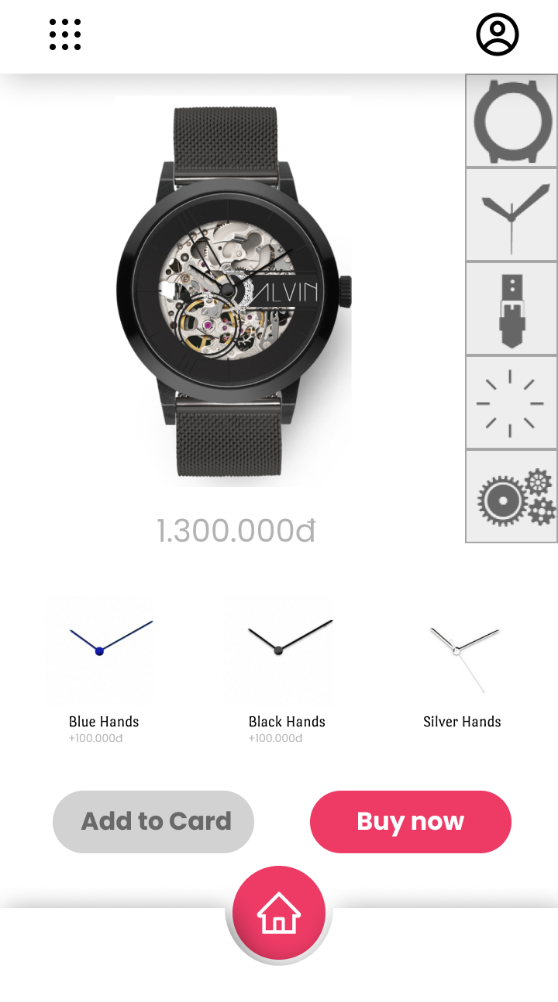 ALVIN
1.300.000đ
Blue Hands
+100.000đ
Black Hands
+100.000đ
Silver Hands
Add to Card
Buy now